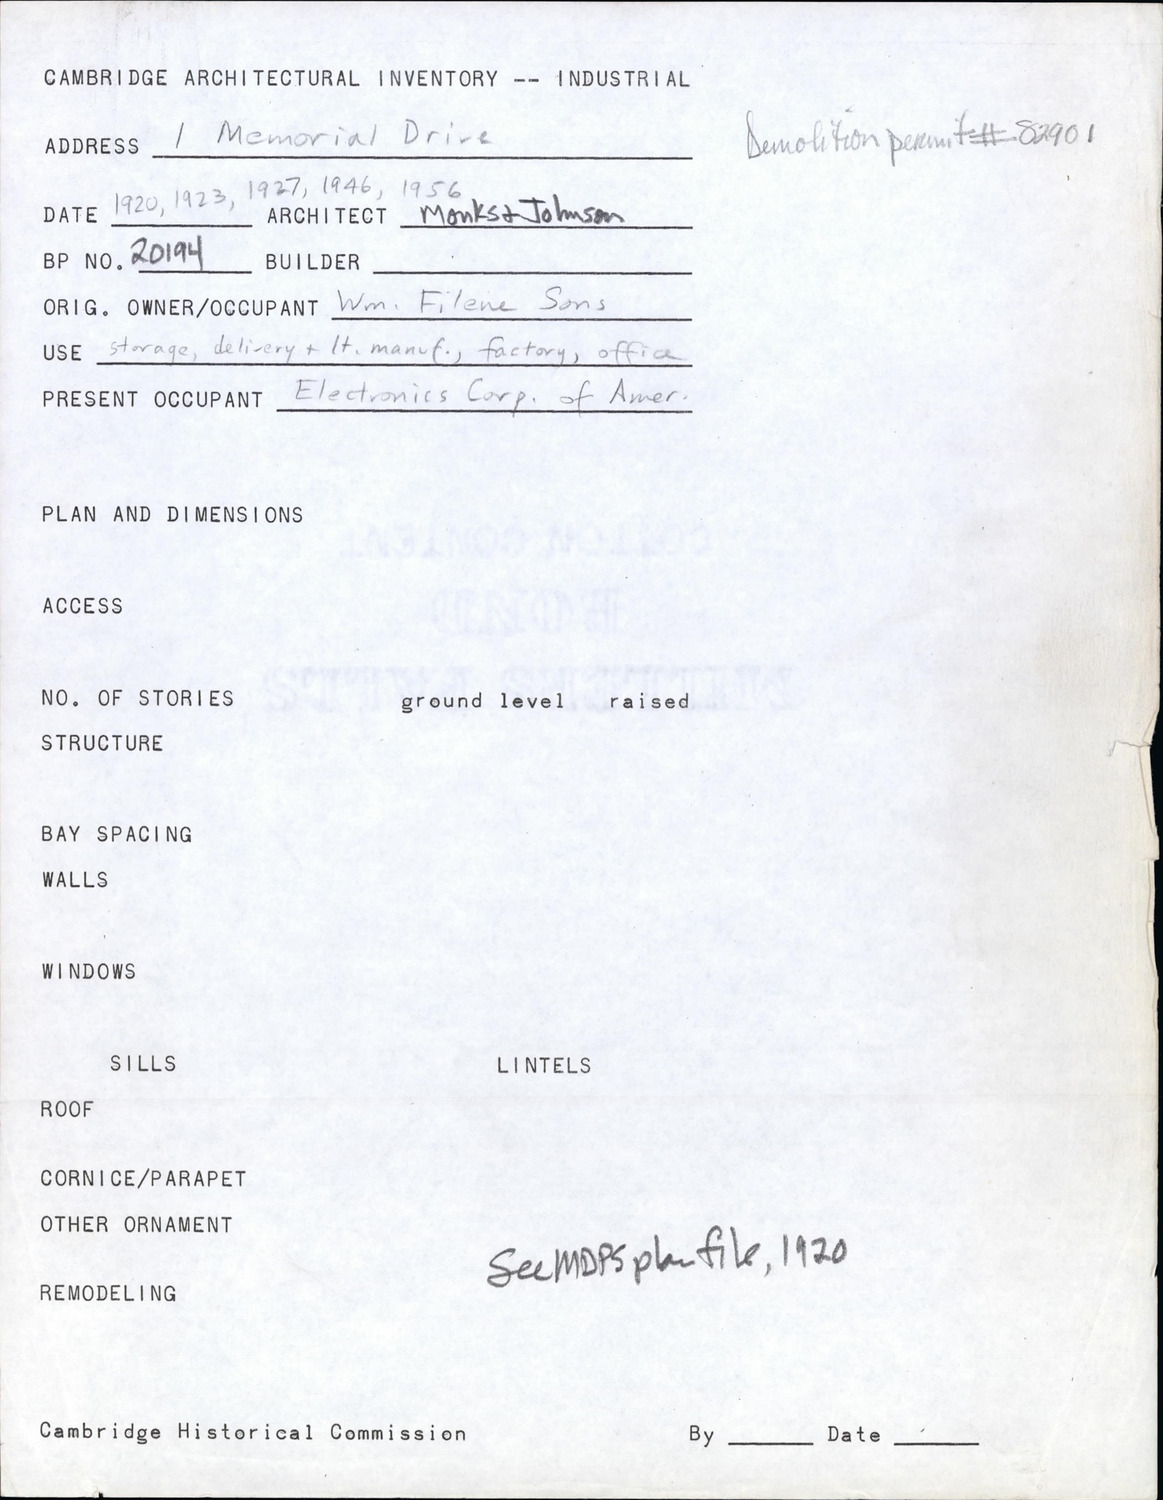 CAMBRIDGE ARCHITECTURAL INVENTORY -- INDUSTRIAL
ADDRESS 1 Memorial Drive
Demolition permit # 82901
DATE 1920, 1923, 1927, 1946, 1956 ARCHITECT Monks & Johnson
BP NO. 20194 BUILDER
ORIG. OWNER/OCCUPANT Wm. Filene Sons
USE storage, delivery + lt. manuf., factory, office
PRESENT OCCUPANT Electronics Corp. of Amer.
PLAN AND DIMENSIONS
ACCESS
NO. OF STORIES ground level raised
STRUCTURE
BAY SPACING
WALLS
WINDOWS
SILLS LINTELS
ROOF
CORNICE/PARAPET
OTHER ORNAMENT
See MDPS plan file, 1920
REMODELING
Cambridge Historical Commission By Date